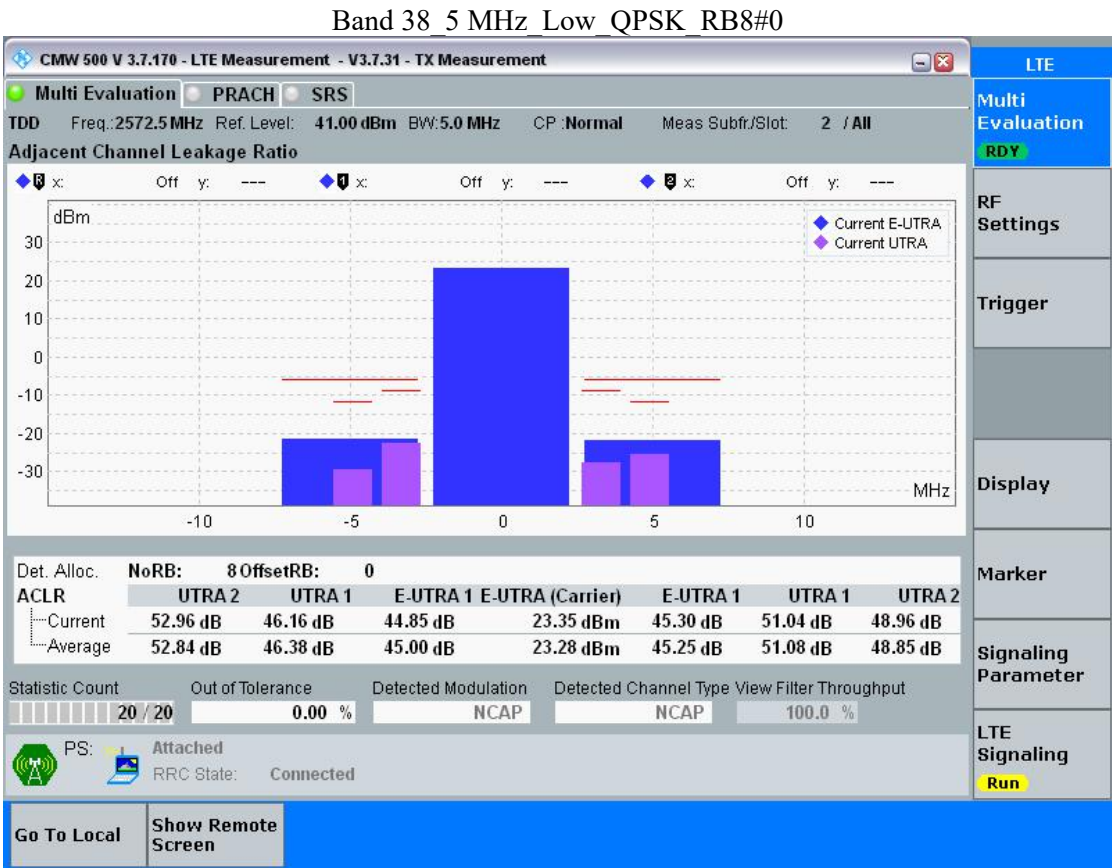 Band 38_5 MHz_Low_QPSK_RB8#0
CMW 500 V 3.7.170 - LTE Measurement - V3.7.31 - TX Measurement
LTE
Multi Evaluation PRACH SRS
Multi
Evaluation
RDY
TDD Freq.:2572.5 MHz Ref. Level: 41.00 dBm BW:5.0 MHz CP :Normal Meas Subfr./Slot: 2 / All
Adjacent Channel Leakage Ratio
R x: Off y: --- 1 x: Off y: --- 2 x: Off y: ---
dBm
Current E-UTRA
Current UTRA
30
20
10
0
-10
-20
-30
MHz
-10 -5 0 5 10
RF
Settings
Trigger
Display
Marker
Signaling
Parameter
LTE
Signaling
Run
Det. Alloc. NoRB: 8 OffsetRB: 0
ACLR UTRA 2 UTRA 1 E-UTRA 1 E-UTRA (Carrier) E-UTRA 1 UTRA 1 UTRA 2
Current 52.96 dB 46.16 dB 44.85 dB 23.35 dBm 45.30 dB 51.04 dB 48.96 dB
Average 52.84 dB 46.38 dB 45.00 dB 23.28 dBm 45.25 dB 51.08 dB 48.85 dB
Statistic Count Out of Tolerance Detected Modulation Detected Channel Type View Filter Throughput
20 / 20 0.00 % NCAP NCAP 100.0 %
PS: Attached
RRC State: Connected
Go To Local
Show Remote
Screen